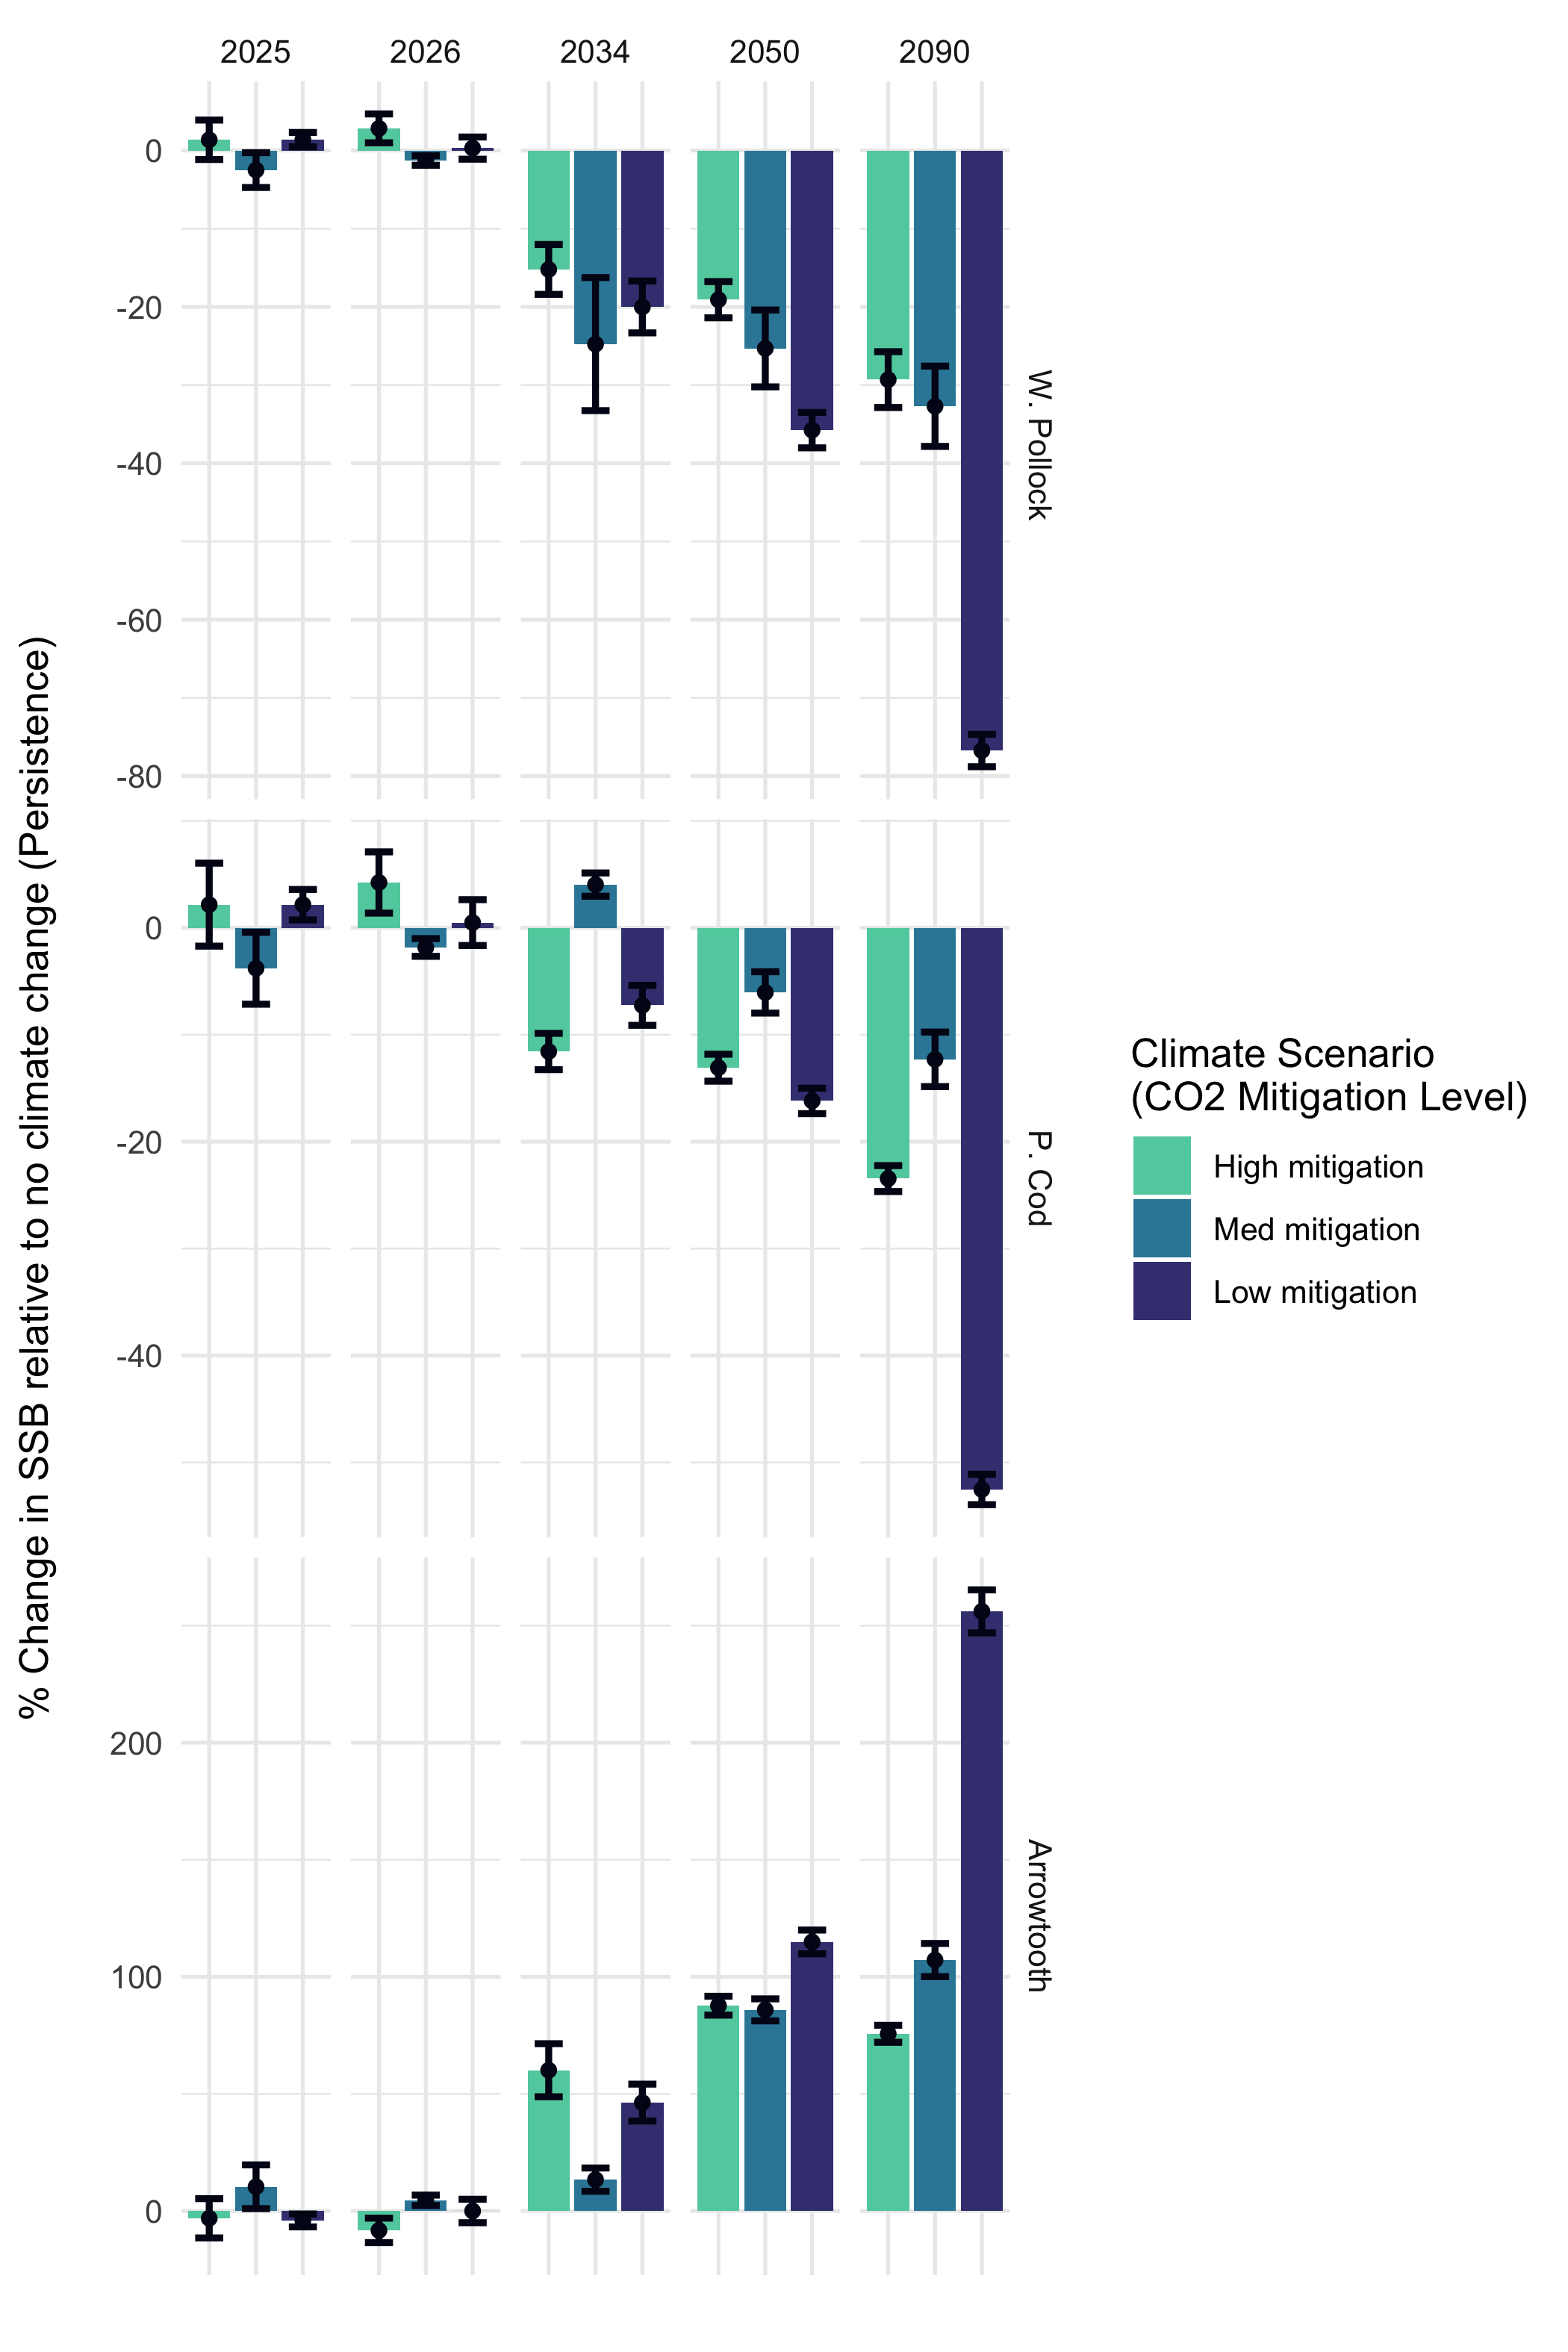 2025 2026 2034 2050 2090
% Change in SSB relative to no climate change (Persistence)
0
-20
-40
-60
-80
W. Pollock
0
-20
-40
P. Cod
200
100
0
Arrowtooth
Climate Scenario
(CO2 Mitigation Level)
High mitigation
Med mitigation
Low mitigation